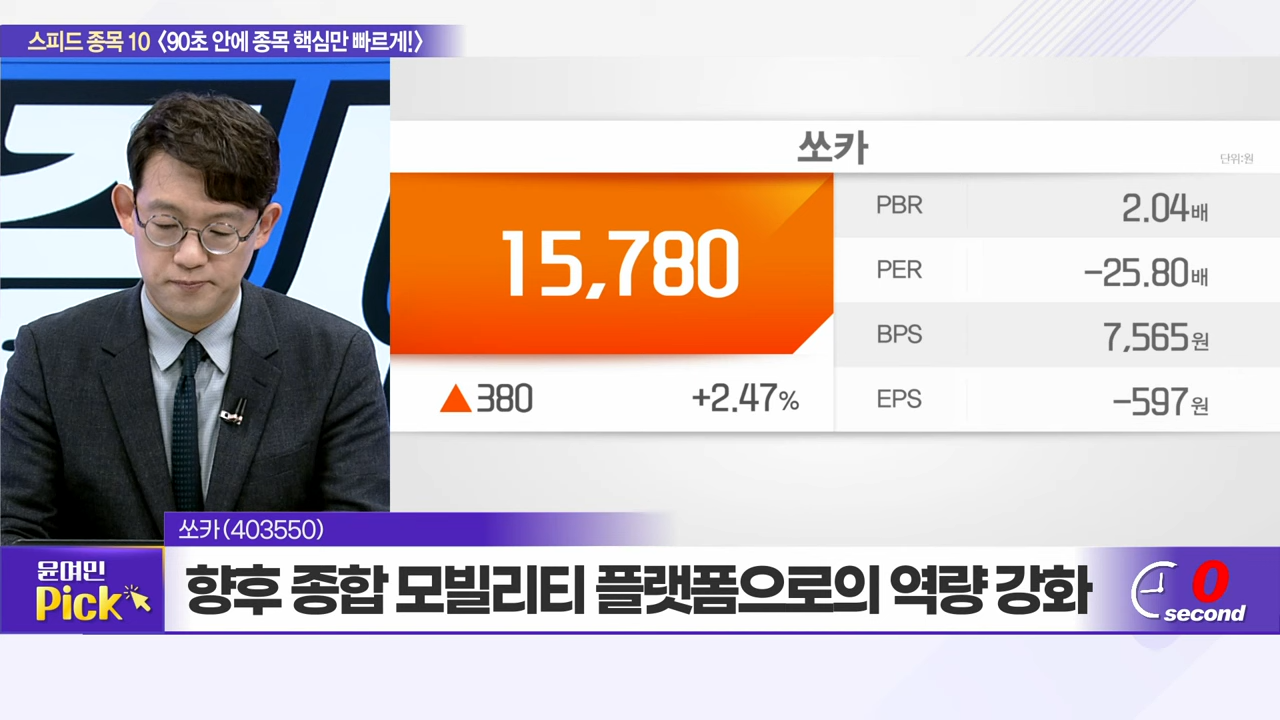 스피드 종목 10 〈90초 안에 종목 핵심만 빠르게!〉
쏘카
단위:원
15,780
▲380 +2.47%
PBR 2.04배
PER -25.80배
BPS 7,565원
EPS -597원
쏘카(403550)
윤여민
Pick
향후 종합 모빌리티 플랫폼으로의 역량 강화
0
second